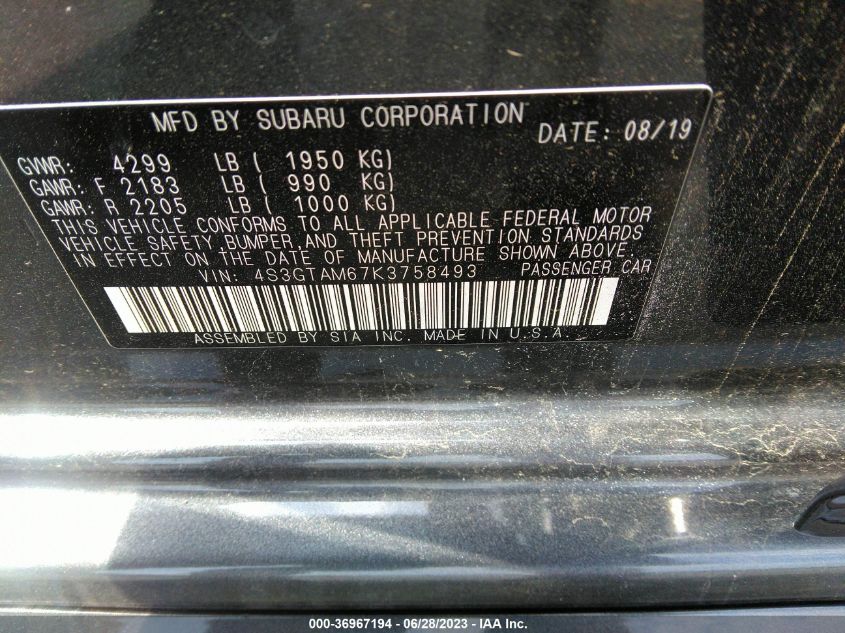 MFD BY SUBARU CORPORATION DATE: 08/19
GVWR: 4299 LB ( 1950 KG)
GAWR: F 2183 LB ( 990 KG)
GAWR: R 2205 LB ( 1000 KG)
THIS VEHICLE CONFORMS TO ALL APPLICABLE FEDERAL MOTOR
VEHICLE SAFETY,BUMPER,AND THEFT PREVENTION STANDARDS
IN EFFECT ON THE DATE OF MANUFACTURE SHOWN ABOVE.
VIN: 4S3GTAM67K3758493 PASSENGER CAR
ASSEMBLED BY SIA INC. MADE IN U.S.A.
000-36967194 - 06/28/2023 - IAA Inc.